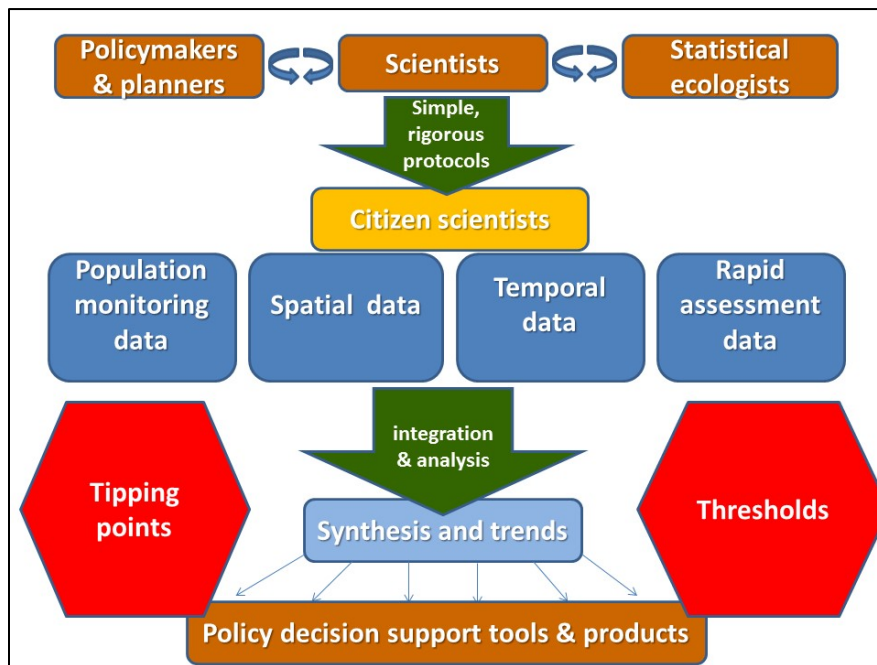 Policymakers
& planners
Scientists
Statistical
ecologists
Simple,
rigorous
protocols
Citizen scientists
Population
monitoring
data
Spatial data
Temporal
data
Rapid
assessment
data
integration
& analysis
Tipping
points
Thresholds
Synthesis and trends
Policy decision support tools & products